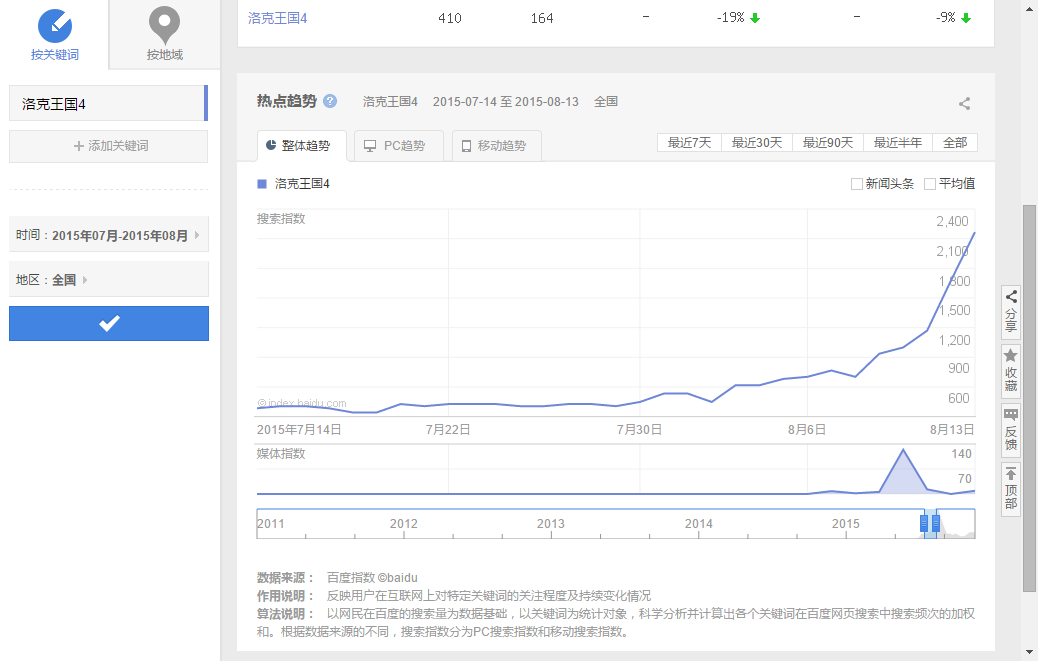 按关键词
按地域
洛克王国4
添加关键词
时间：2015年07月-2015年08月
地区：全国
洛克王国4 410 164 - -19% - -9%
热点趋势 ? 洛克王国4 2015-07-14 至 2015-08-13 全国
整体趋势 PC趋势 移动趋势 最近7天 最近30天 最近90天 最近半年 全部
洛克王国4 新闻头条 平均值
搜索指数
2,400
2,100
1,800
1,500
1,200
900
600
©index.baidu.com
2015年7月14日 7月22日 7月30日 8月6日 8月13日
媒体指数
140
70
2011 2012 2013 2014 2015
数据来源： 百度指数 ©baidu
作用说明： 反映用户在互联网上对特定关键词的关注程度及持续变化情况
算法说明： 以网民在百度的搜索量为数据基础，以关键词为统计对象，科学分析并计算出各个关键词在百度网页搜索中搜索频次的加权
和。根据数据来源的不同，搜索指数分为PC搜索指数和移动搜索指数。
分享
收藏
反馈
顶部